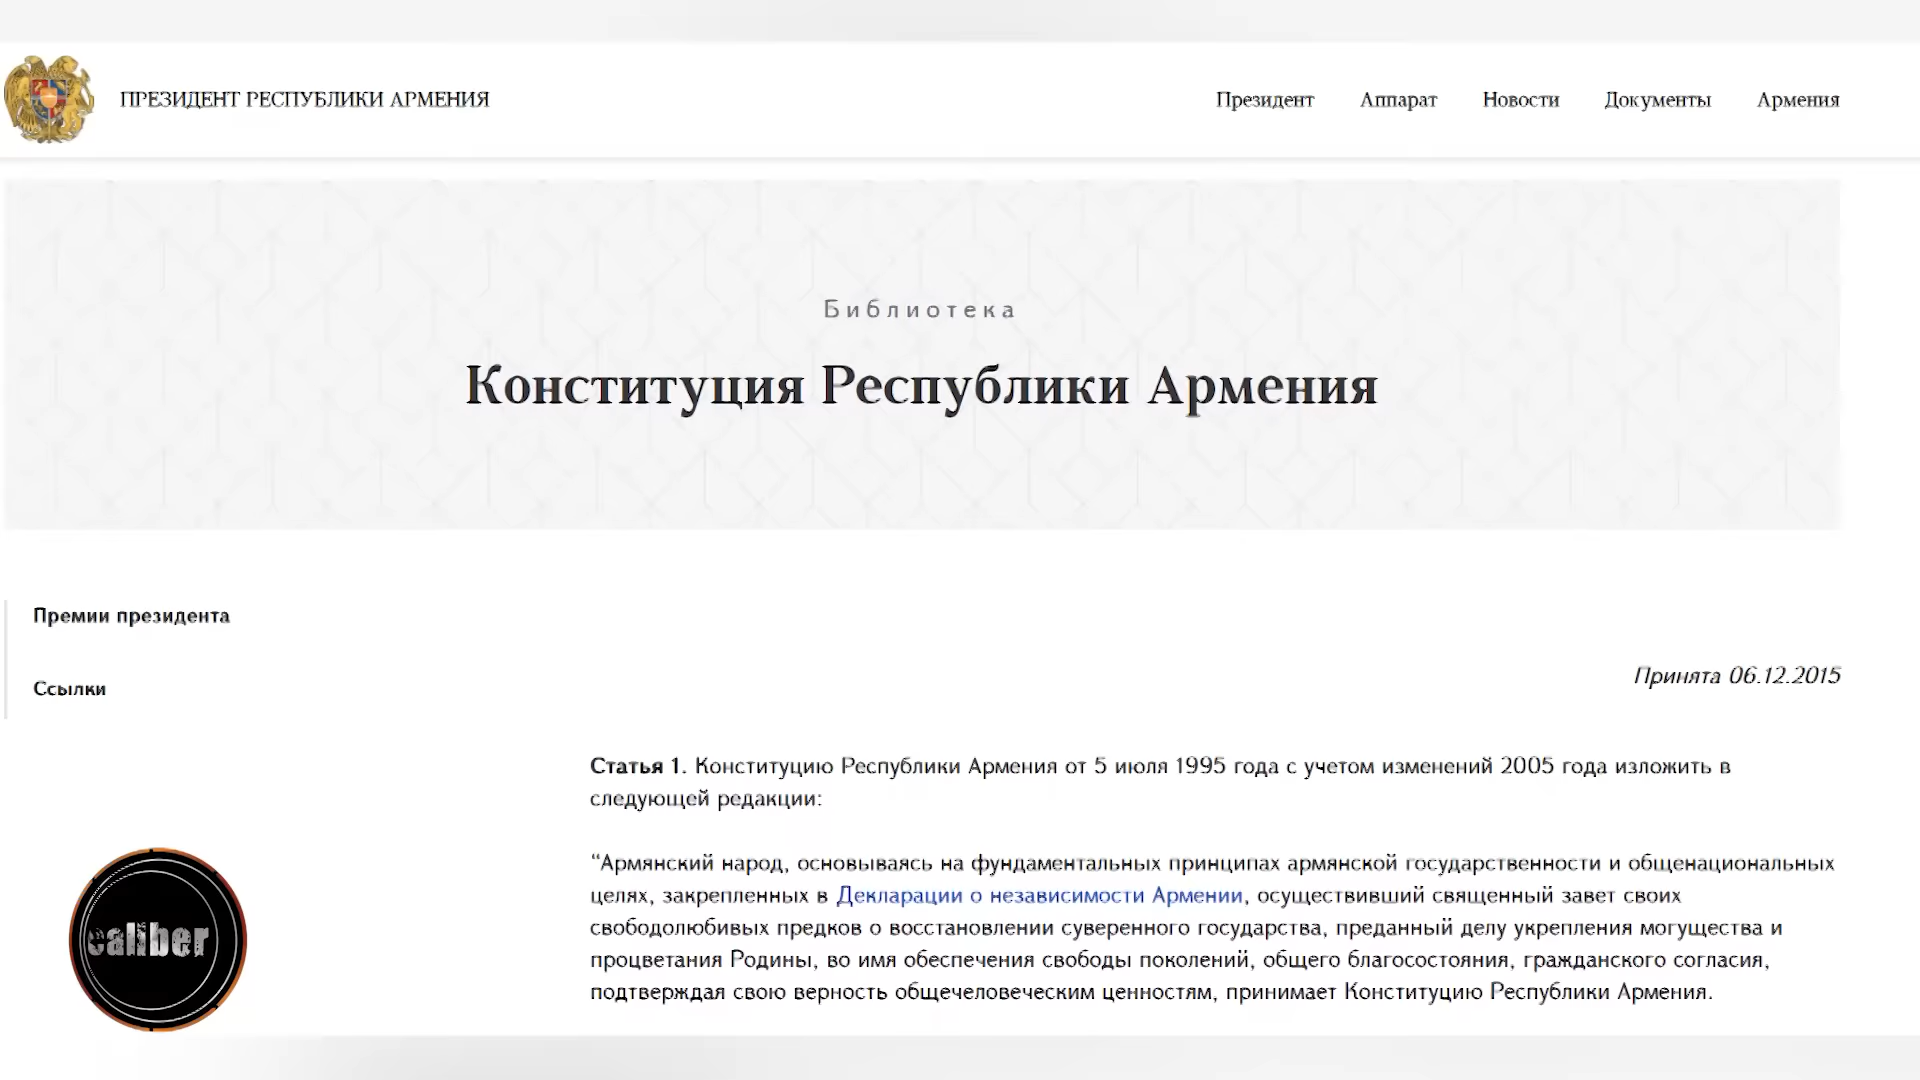 ПРЕЗИДЕНТ РЕСПУБЛИКИ АРМЕНИЯ
Президент Аппарат Новости Документы Армения
Библиотека
Конституция Республики Армения
Премии президента
Ссылки
Принята 06.12.2015
Статья 1. Конституцию Республики Армения от 5 июля 1995 года с учетом изменений 2005 года изложить в
следующей редакции:
“Армянский народ, основываясь на фундаментальных принципах армянской государственности и общенациональных
целях, закрепленных в Декларации о независимости Армении, осуществивший священный завет своих
свободолюбивых предков о восстановлении суверенного государства, преданный делу укрепления могущества и
процветания Родины, во имя обеспечения свободы поколений, общего благосостояния, гражданского согласия,
подтверждая свою верность общечеловеческим ценностям, принимает Конституцию Республики Армения.
caliber